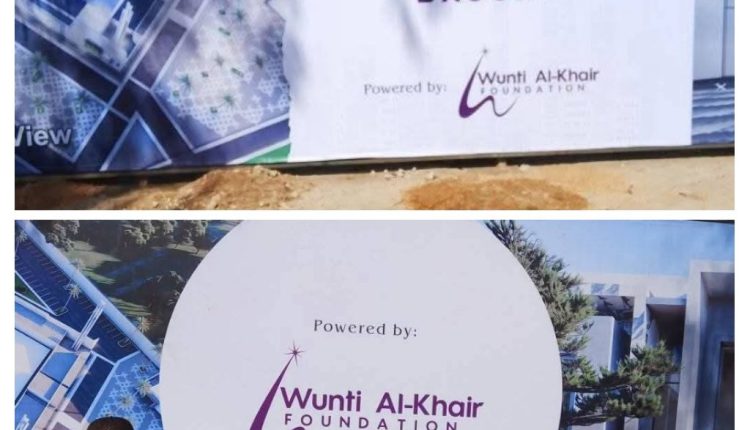 View
Powered by:
Wunti Al-Khair
FOUNDATION
Powered by:
Wunti Al-Khair
FOUNDATION